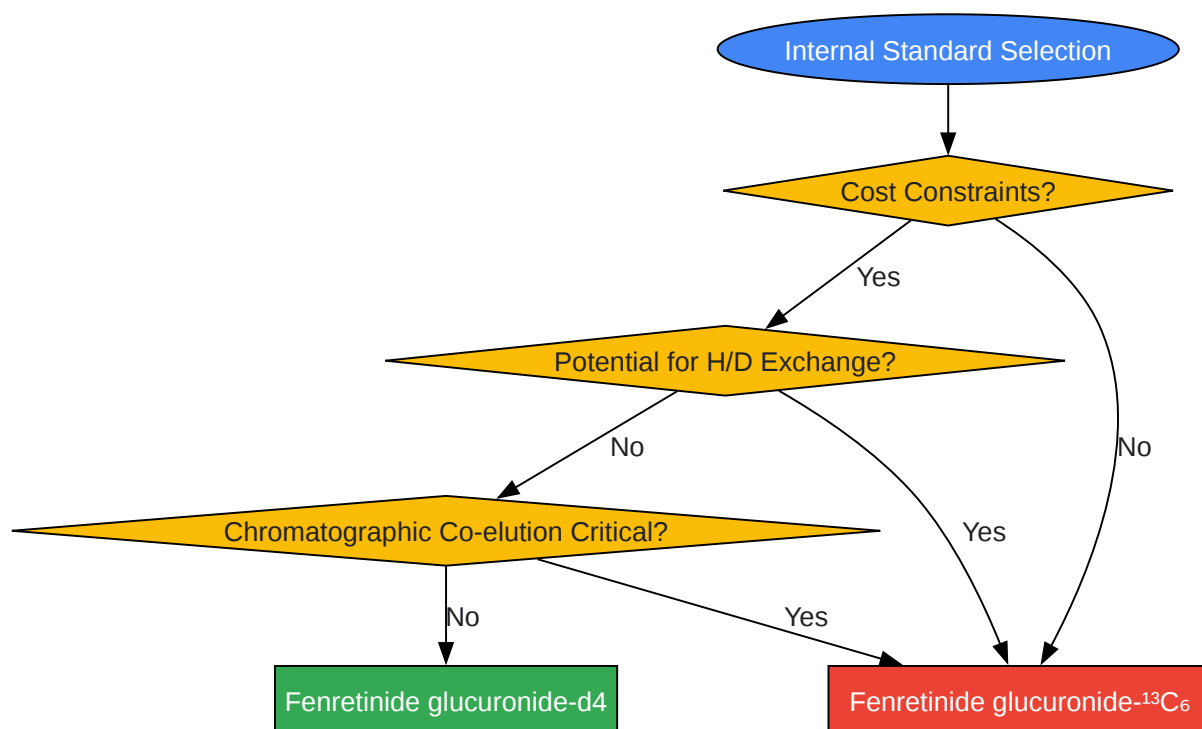 Internal Standard Selection
Cost Constraints?
Yes
Potential for H/D Exchange?
No
No
Chromatographic Co-elution Critical?
Yes
No
Yes
Fenretinide glucuronide-d4
Fenretinide glucuronide-¹³C₆